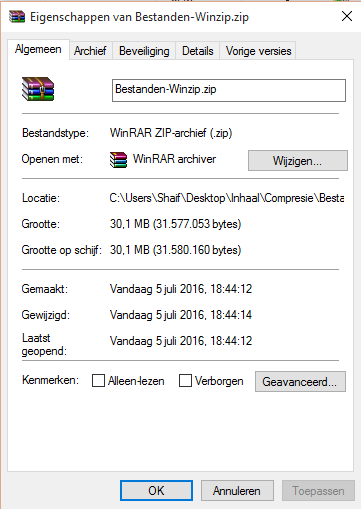 Eigenschappen van Bestanden-Winzip.zip
Algemeen Archief Beveiliging Details Vorige versies
Bestanden-Winzip.zip
Bestandstype: WinRAR ZIP-archief (.zip)
Openen met: WinRAR archiver Wijzigen...
Locatie: C:\Users\Shaif\Desktop\Inhaal\Compresie\Besta
Grootte: 30,1 MB (31.577.053 bytes)
Grootte op schijf: 30,1 MB (31.580.160 bytes)
Gemaakt: Vandaag 5 juli 2016, 18:44:12
Gewijzigd: Vandaag 5 juli 2016, 18:44:14
Laatst geopend: Vandaag 5 juli 2016, 18:44:12
Kenmerken: Alleen-lezen Verborgen Geavanceerd...
OK Annuleren Toepassen